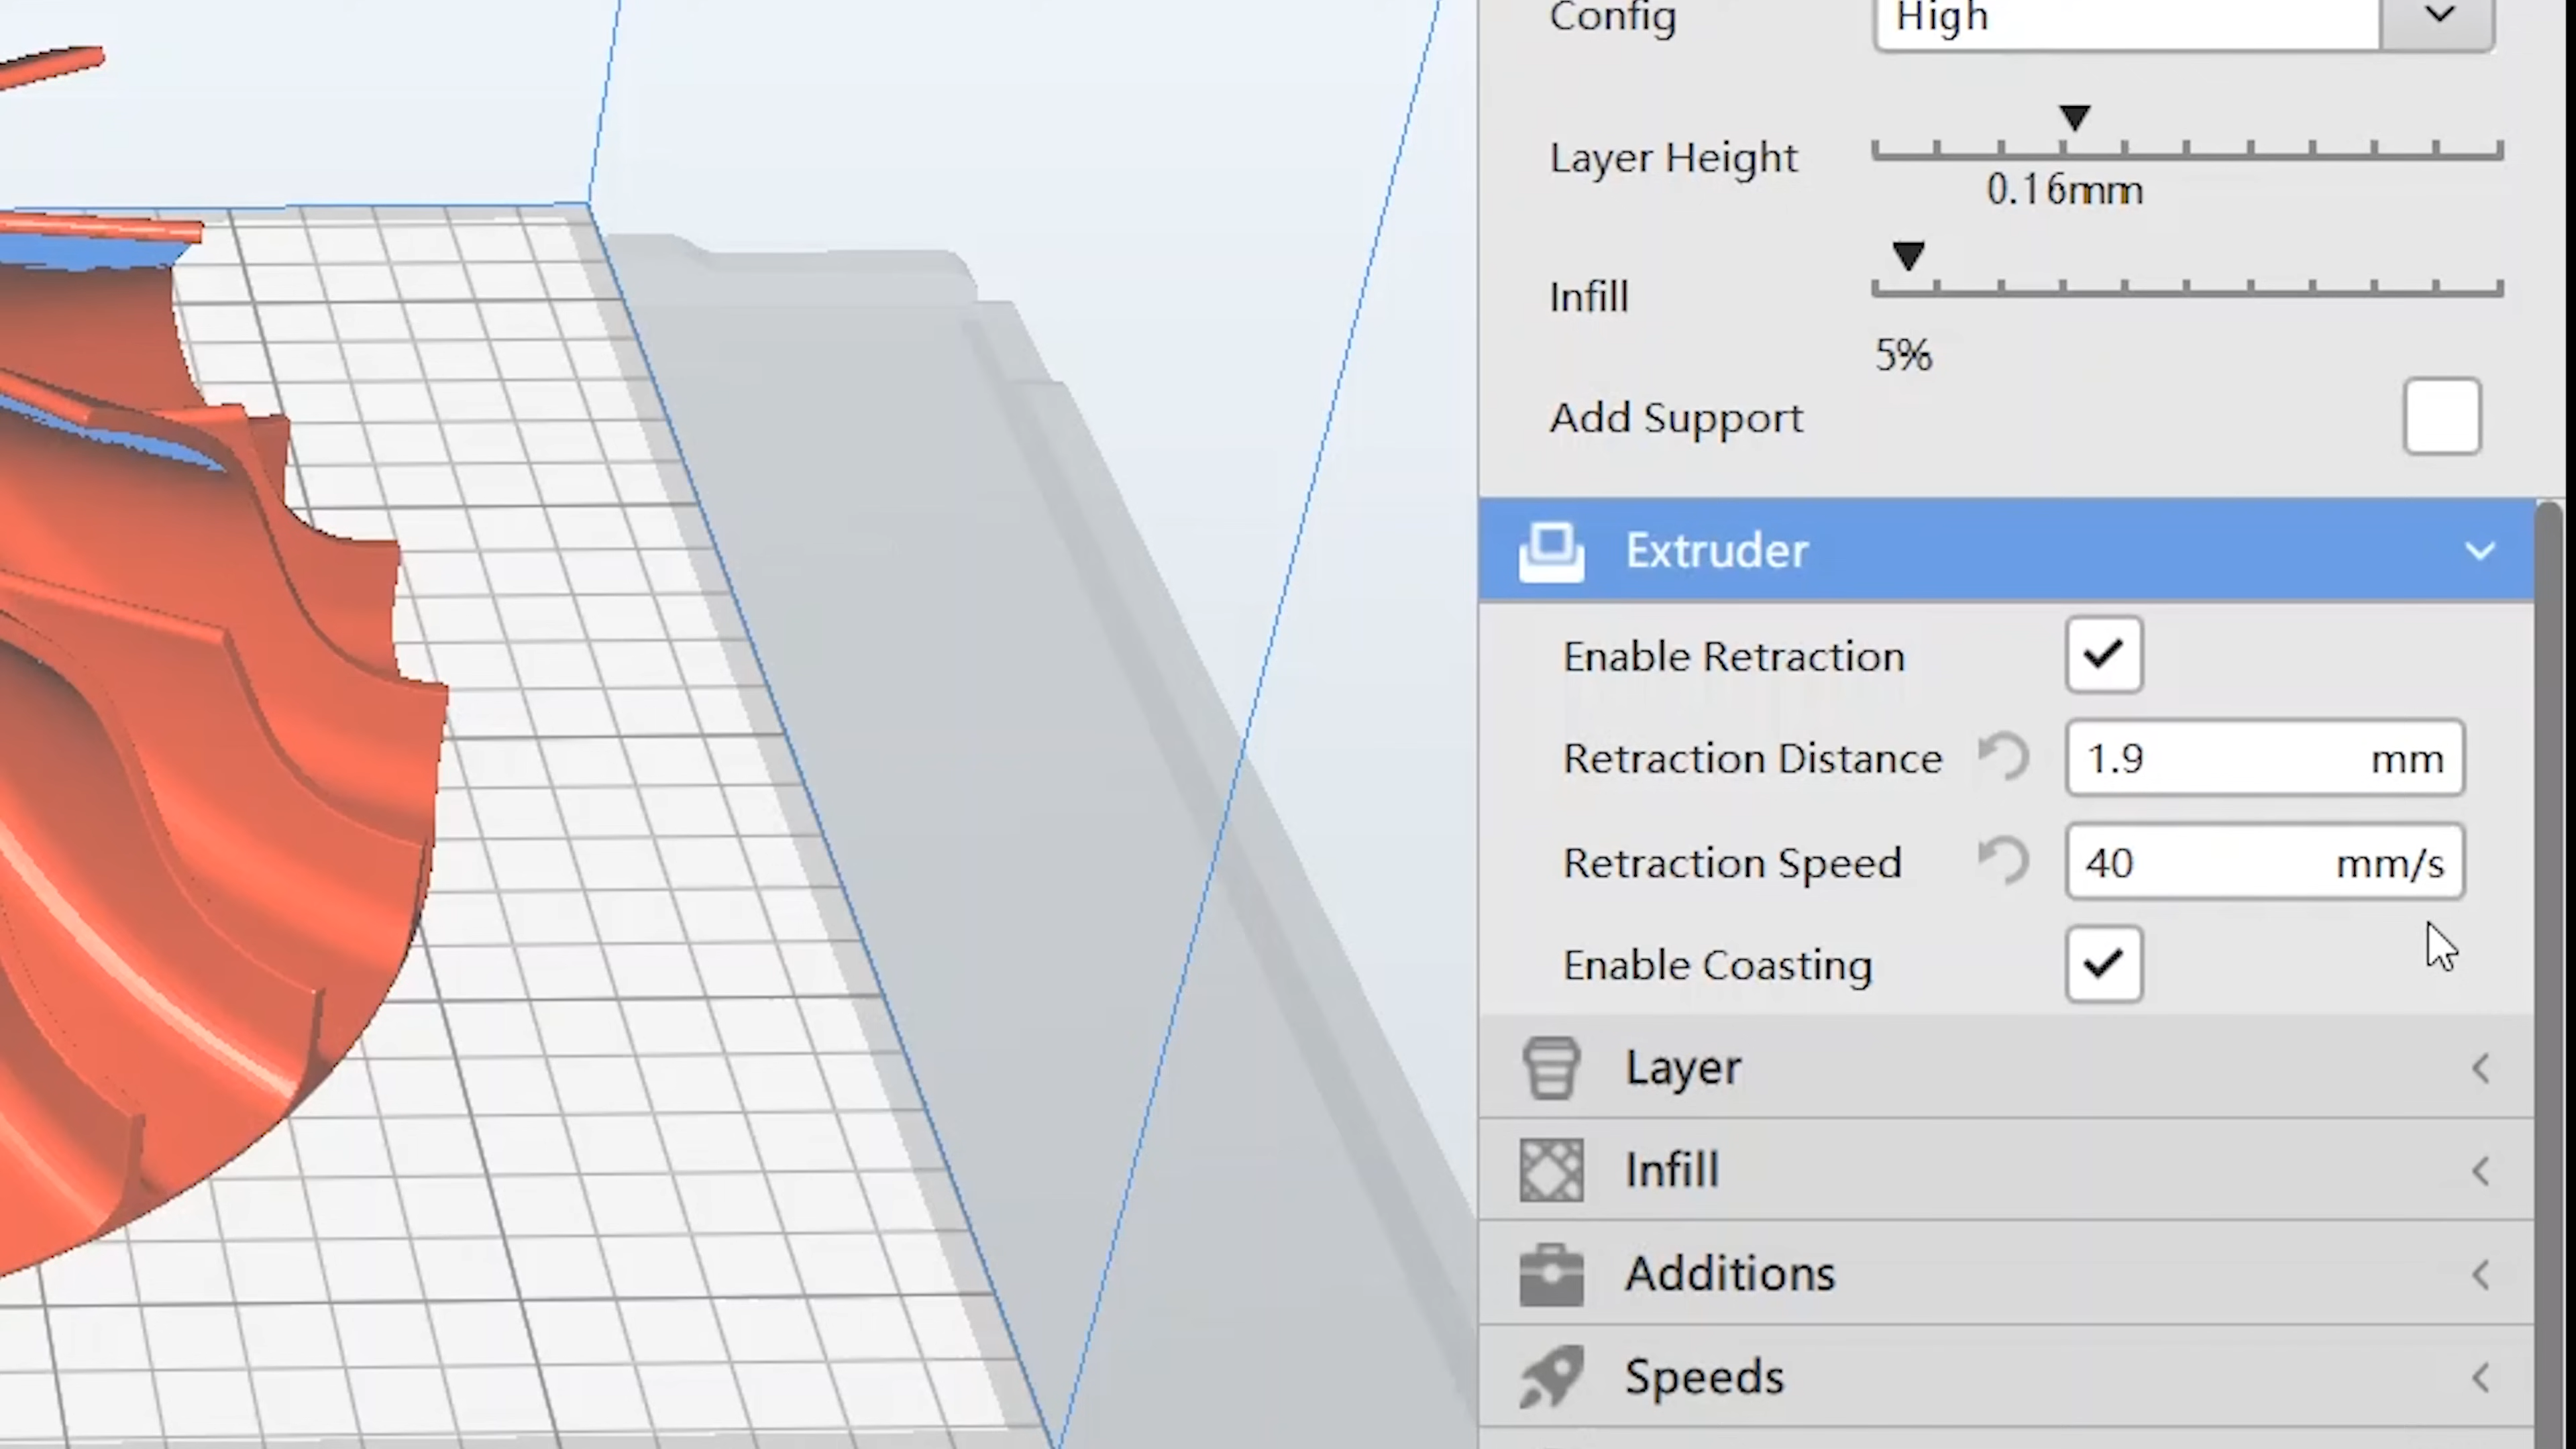 Config High
Layer Height
0.16mm
Infill
5%
Add Support
Extruder
Enable Retraction
Retraction Distance 1.9 mm
Retraction Speed 40 mm/s
Enable Coasting
Layer
Infill
Additions
Speeds